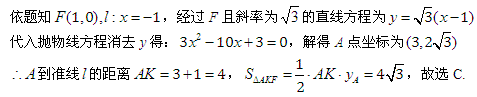 依题知 F(1,0), l : x = −1，经过 F 且斜率为 √3 的直线方程为 y = √3(x−1)
代入抛物线方程消去 y 得：3x² −10x + 3 = 0，解得 A 点坐标为(3, 2√3)
∴ A 到准线 l 的距离 AK = 3+1 = 4，S_{ΔAKF} = 1/2 · AK · y_A = 4√3，故选 C.